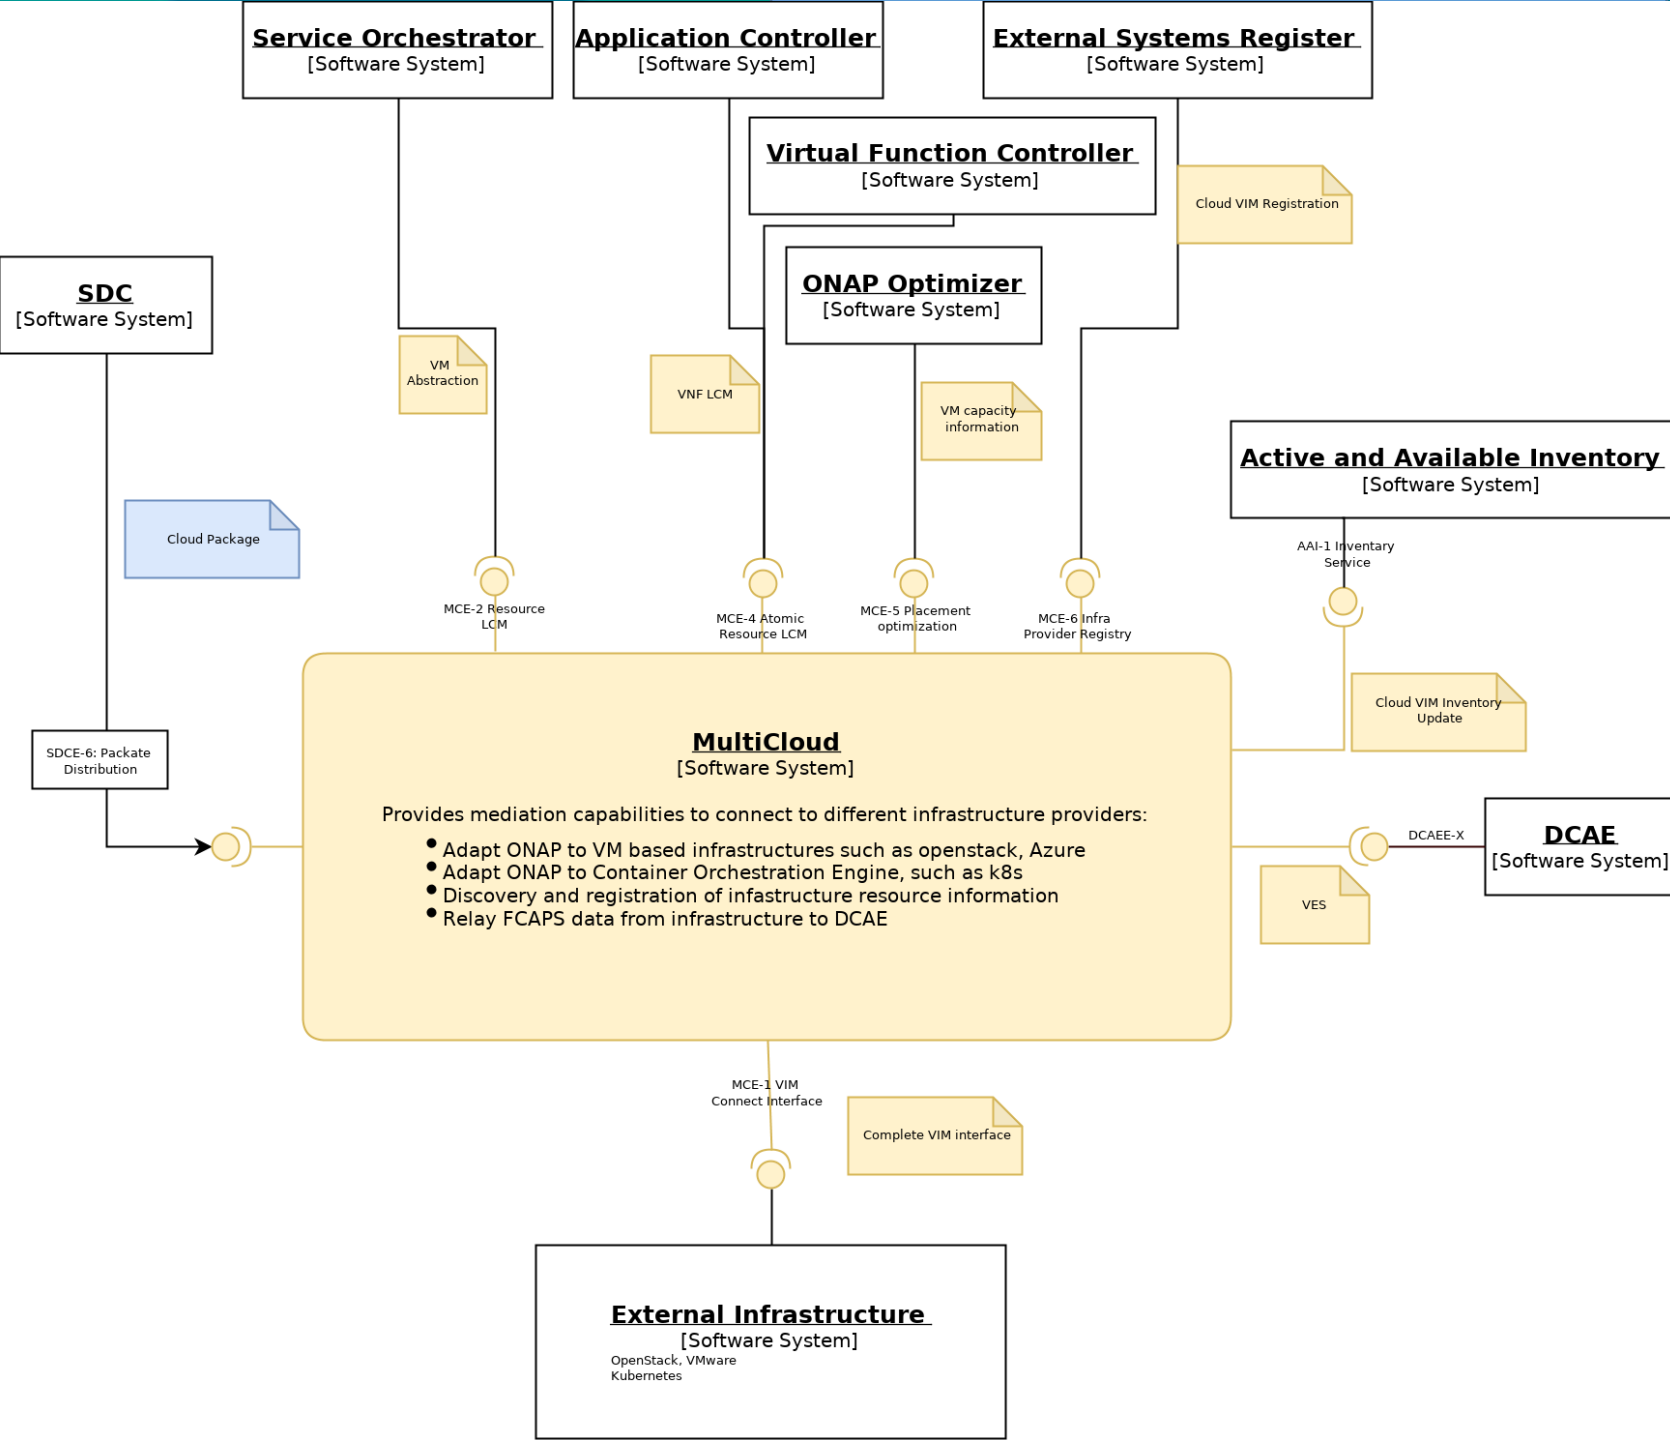 Service Orchestrator
[Software System]
Application Controller
[Software System]
External Systems Register
[Software System]
Virtual Function Controller
[Software System]
Cloud VIM Registration
SDC
[Software System]
ONAP Optimizer
[Software System]
VM
Abstraction
VNF LCM
VM capacity
information
Active and Available Inventory
[Software System]
Cloud Package
AAI-1 Inventary
Service
MCE-2 Resource
LCM
MCE-4 Atomic
Resource LCM
MCE-5 Placement
optimization
MCE-6 Infra
Provider Registry
Cloud VIM Inventory
Update
SDCE-6: Packate
Distribution
MultiCloud
[Software System]
Provides mediation capabilities to connect to different infrastructure providers:
Adapt ONAP to VM based infrastructures such as openstack, Azure
Adapt ONAP to Container Orchestration Engine, such as k8s
Discovery and registration of infastructure resource information
Relay FCAPS data from infrastructure to DCAE
DCAEE-X
DCAE
[Software System]
VES
MCE-1 VIM
Connect Interface
Complete VIM interface
External Infrastructure
[Software System]
OpenStack, VMware
Kubernetes